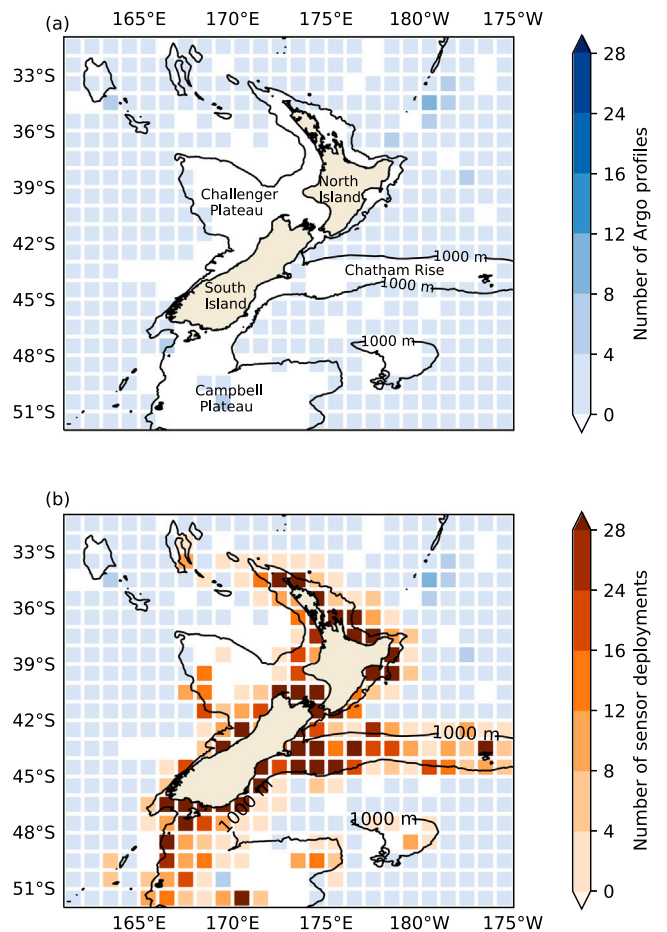 165°E 170°E 175°E 180°W 175°W
(a)
33°S
36°S
39°S
42°S
45°S
48°S
51°S
North
Island
Challenger
Plateau
1000 m
Chatham Rise
1000 m
South
Island
1000 m
Campbell
Plateau
28
24
16
12
8
4
0
Number of Argo profiles
(b)
33°S
36°S
39°S
42°S
45°S
48°S
51°S
1000 m
1000 m
1000 m
28
24
16
12
8
4
0
Number of sensor deployments
165°E 170°E 175°E 180°W 175°W